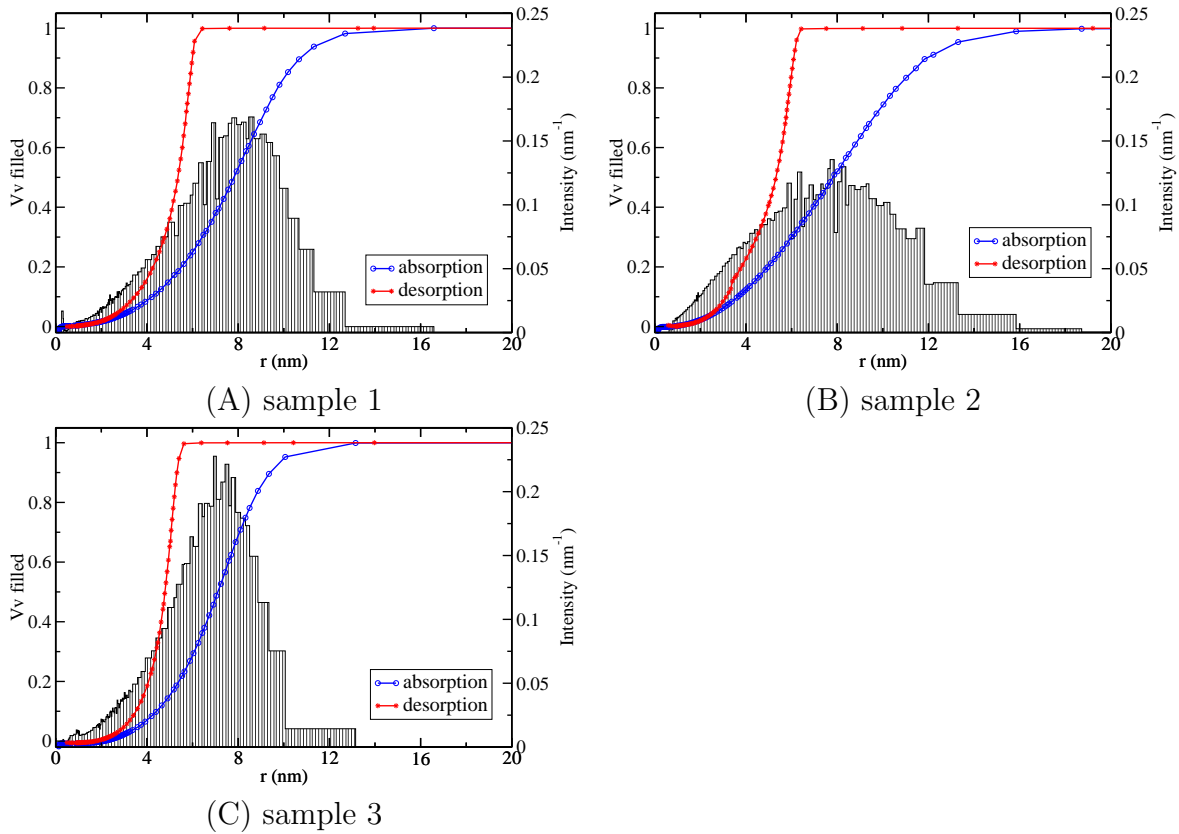 1
0.8
0.6
0.4
0.2
0
Vv filled
0.25
0.2
0.15
0.1
0.05
0
Intensity (nm⁻¹)
absorption
desorption
0 4 8 12 16 20
r (nm)
(A) sample 1
1
0.8
0.6
0.4
0.2
0
Vv filled
0.25
0.2
0.15
0.1
0.05
0
Intensity (nm⁻¹)
absorption
desorption
0 4 8 12 16 20
r (nm)
(B) sample 2
1
0.8
0.6
0.4
0.2
0
Vv filled
0.25
0.2
0.15
0.1
0.05
0
Intensity (nm⁻¹)
absorption
desorption
0 4 8 12 16 20
r (nm)
(C) sample 3